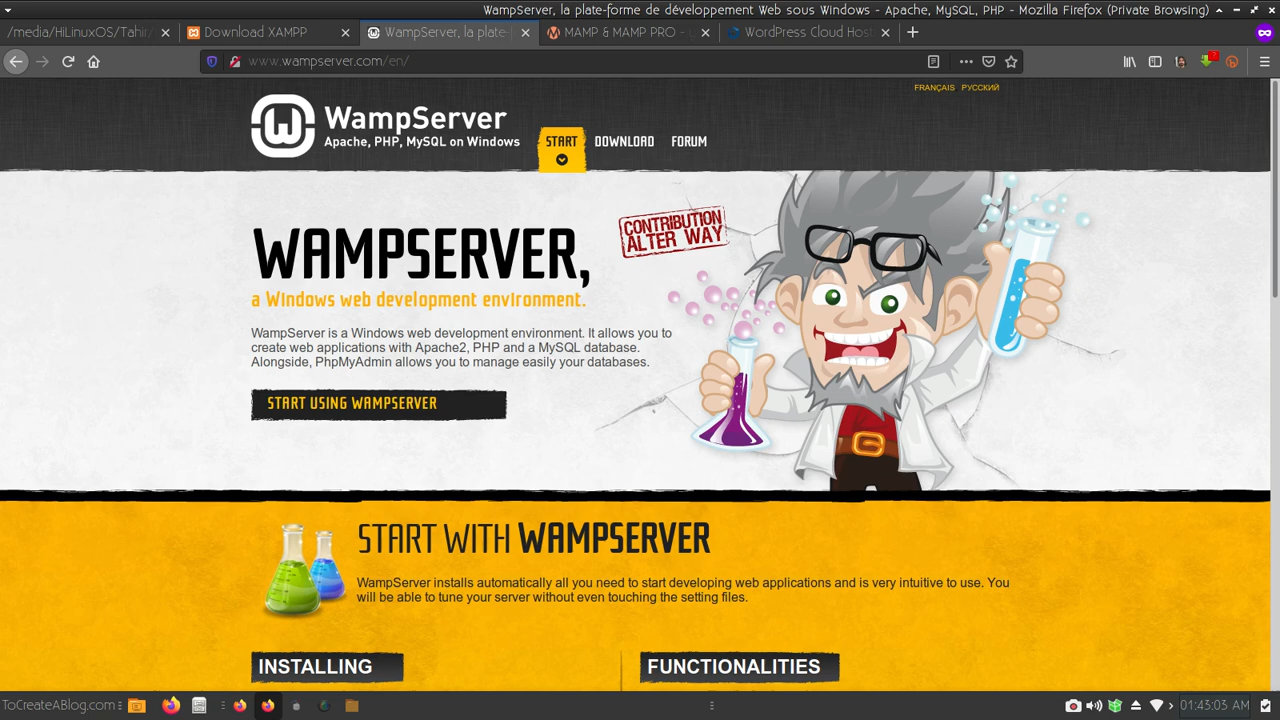 WampServer, la plate-forme de développement Web sous Windows - Apache, MySQL, PHP - Mozilla Firefox (Private Browsing)
/media/HiLinuxOS/Tahir/
Download XAMPP
WampServer, la plate-f
MAMP & MAMP PRO - 
WordPress Cloud Host
www.wampserver.com/en/
FRANÇAIS РУССКИЙ
WampServer
Apache, PHP, MySQL on Windows
START DOWNLOAD FORUM
CONTRIBUTION
ALTER WAY
WAMPSERVER,
a Windows web development environment.
WampServer is a Windows web development environment. It allows you to
create web applications with Apache2, PHP and a MySQL database.
Alongside, PhpMyAdmin allows you to manage easily your databases.
START USING WAMPSERVER
START WITH WAMPSERVER
WampServer installs automatically all you need to start developing web applications and is very intuitive to use. You
will be able to tune your server without even touching the setting files.
INSTALLING
FUNCTIONALITIES
ToCreateABlog.com
01:43:03 AM